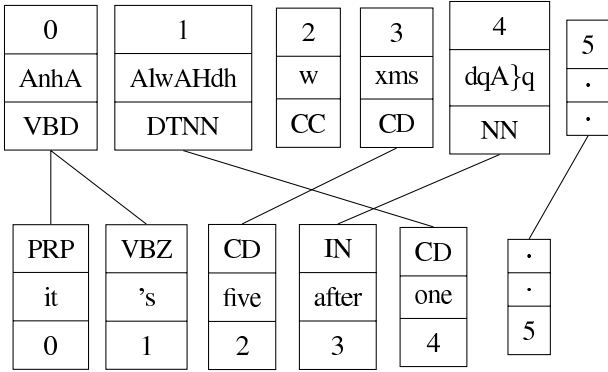 0 1 2 3 4 5
AnhA AlwAHdh w xms dqA}q .
VBD DTNN CC CD NN .
PRP VBZ CD IN CD .
it 's five after one .
0 1 2 3 4 5